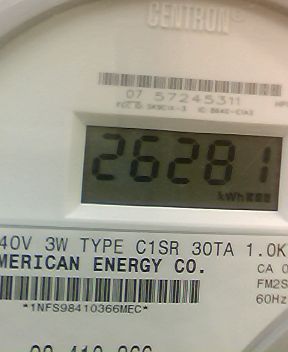 CENTRON®
07 57245311
26281
kWh
40V 3W TYPE C1SR 30TA 1.0K
MERICAN ENERGY CO.
CA 0
FM2S
60Hz
*1NFS98410366MEC*